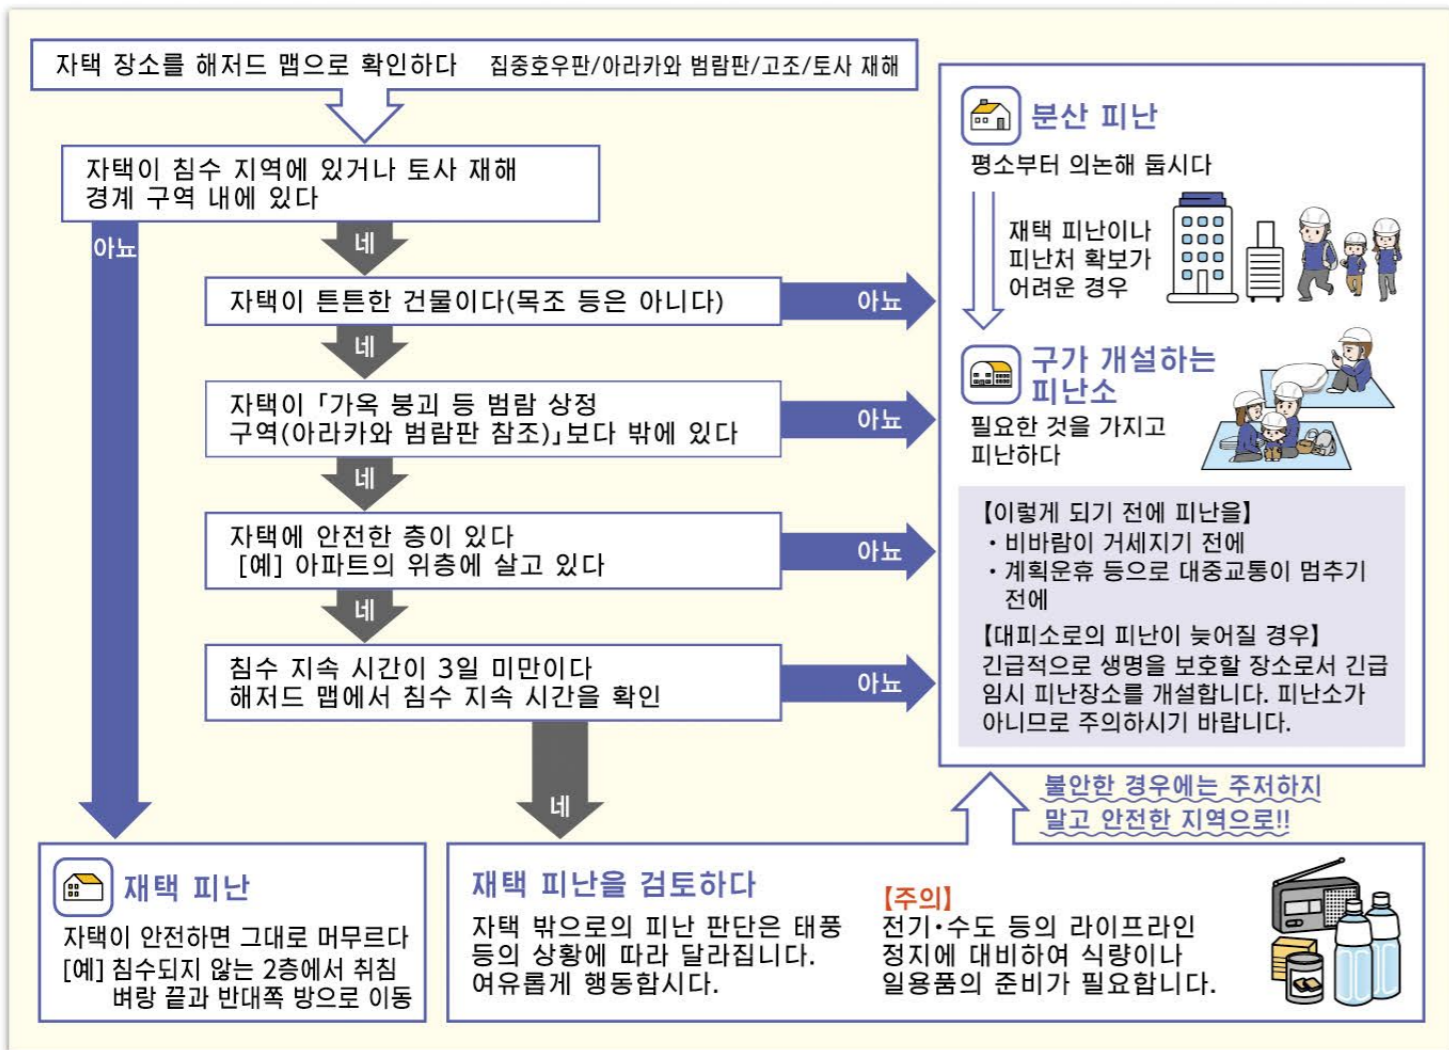 자택 장소를 해저드 맵으로 확인하다 집중호우판/아라카와 범람판/고조/토사 재해
자택이 침수 지역에 있거나 토사 재해
경계 구역 내에 있다
아뇨
네
자택이 튼튼한 건물이다(목조 등은 아니다)
아뇨
네
자택이 「가옥 붕괴 등 범람 상정
구역(아라카와 범람판 참조)」보다 밖에 있다
아뇨
네
자택에 안전한 층이 있다
[예] 아파트의 위층에 살고 있다
아뇨
네
침수 지속 시간이 3일 미만이다
해저드 맵에서 침수 지속 시간을 확인
아뇨
네
분산 피난
평소부터 의논해 둡시다
재택 피난이나
피난처 확보가
어려운 경우
구가 개설하는
피난소
필요한 것을 가지고
피난하다
【이렇게 되기 전에 피난을】
・비바람이 거세지기 전에
・계획운휴 등으로 대중교통이 멈추기
전에
【대피소로의 피난이 늦어질 경우】
긴급적으로 생명을 보호할 장소로서 긴급
임시 피난장소를 개설합니다. 피난소가
아니므로 주의하시기 바랍니다.
불안한 경우에는 주저하지
말고 안전한 지역으로!!
재택 피난
자택이 안전하면 그대로 머무르다
[예] 침수되지 않는 2층에서 취침
벼랑 끝과 반대쪽 방으로 이동
재택 피난을 검토하다
자택 밖으로의 피난 판단은 태풍
등의 상황에 따라 달라집니다.
여유롭게 행동합시다.
【주의】
전기・수도 등의 라이프라인
정지에 대비하여 식량이나
일용품의 준비가 필요합니다.